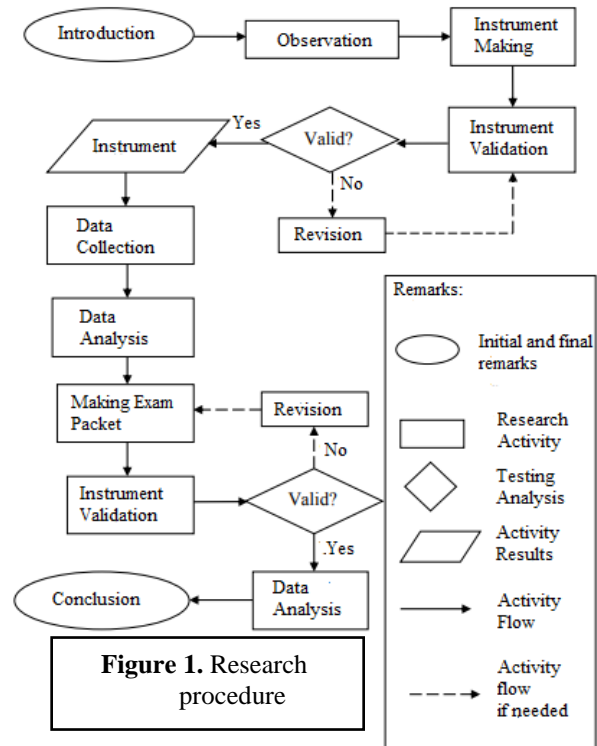 Introduction
Observation
Instrument
Making
Instrument
Validation
Valid?
Yes
No
Instrument
Revision
Data
Collection
Data
Analysis
Making Exam
Packet
Revision
No
Instrument
Validation
Valid?
.Yes
Data
Analysis
Conclusion
Figure 1. Research
procedure
Remarks:
Initial and final
remarks
Research
Activity
Testing
Analysis
Activity
Results
Activity
Flow
Activity
flow
if needed